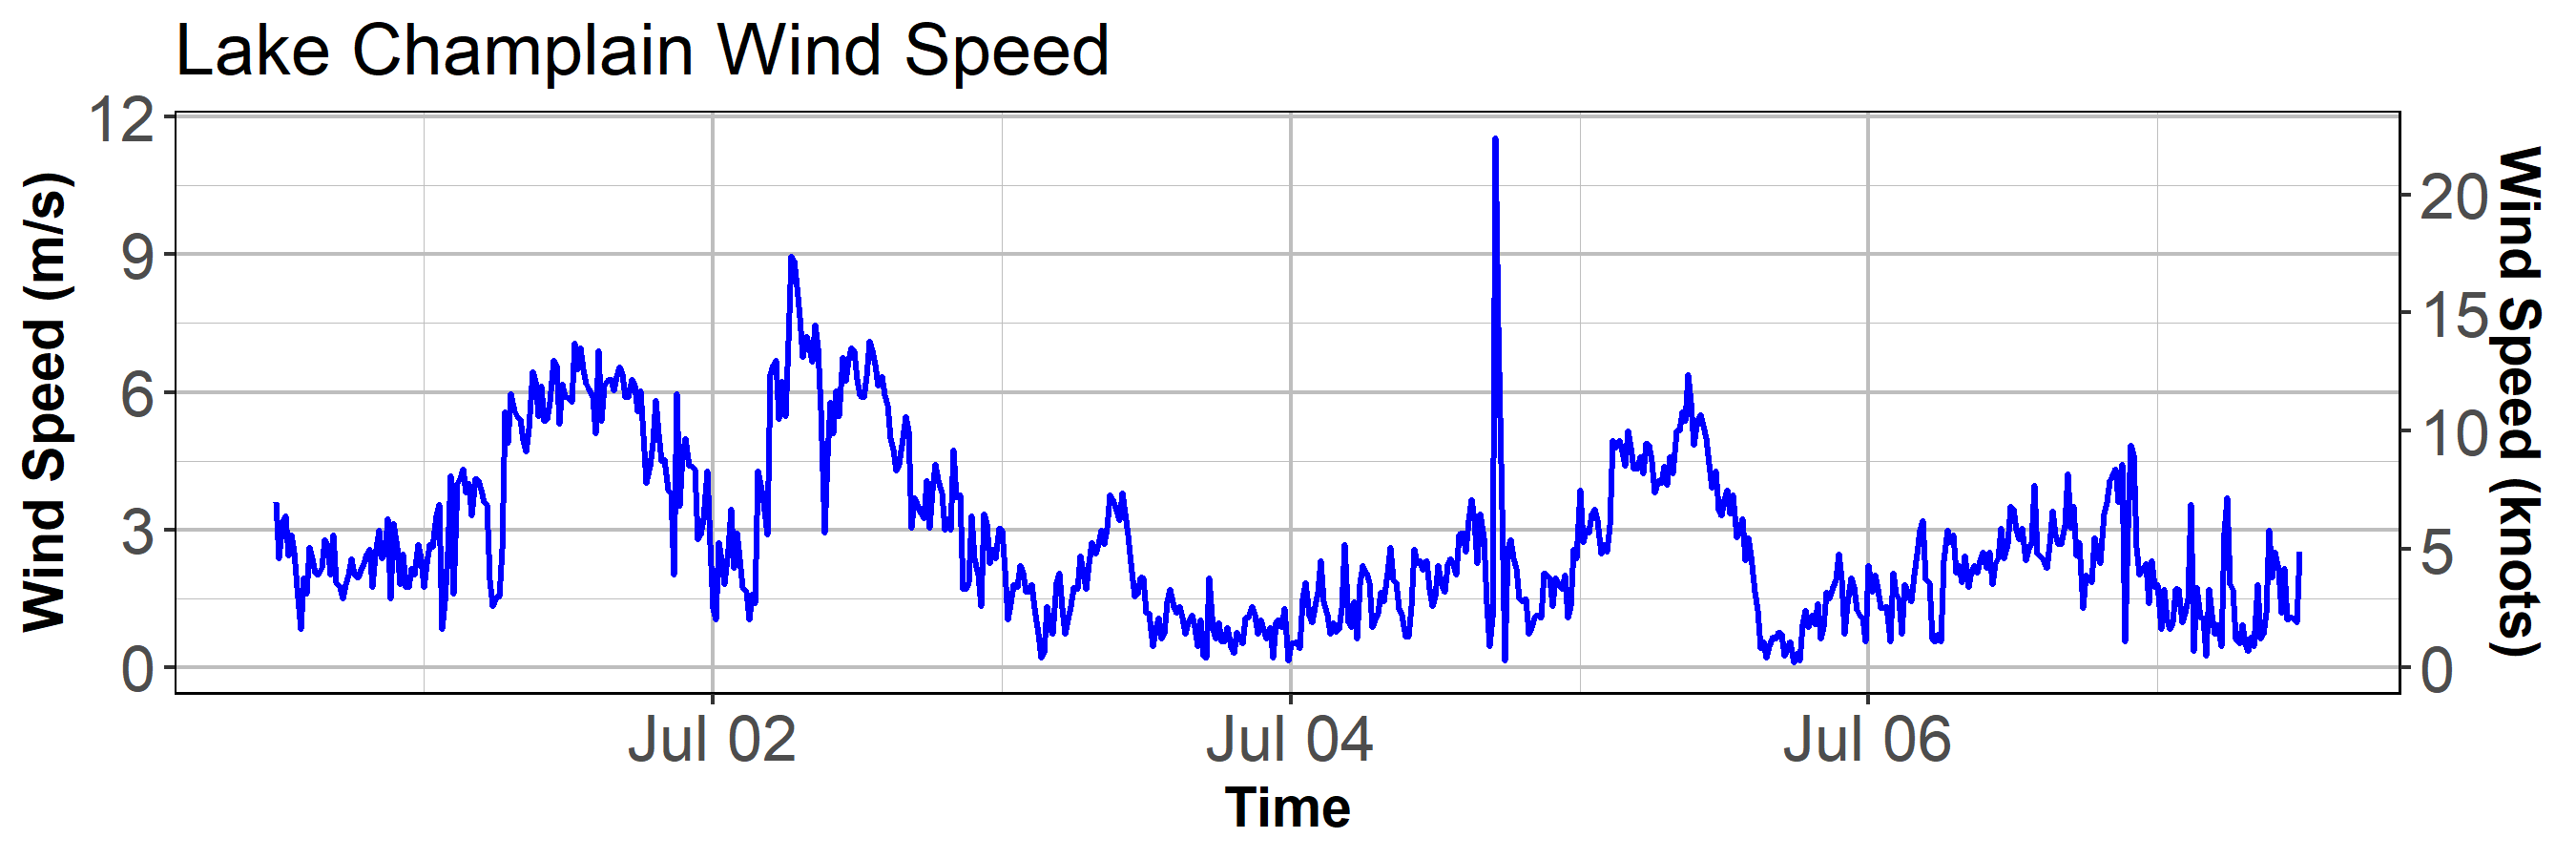 Lake Champlain Wind Speed
Wind Speed (m/s)
12
9
6
3
0
20
15
10
5
0
Wind Speed (knots)
Jul 02
Jul 04
Jul 06
Time